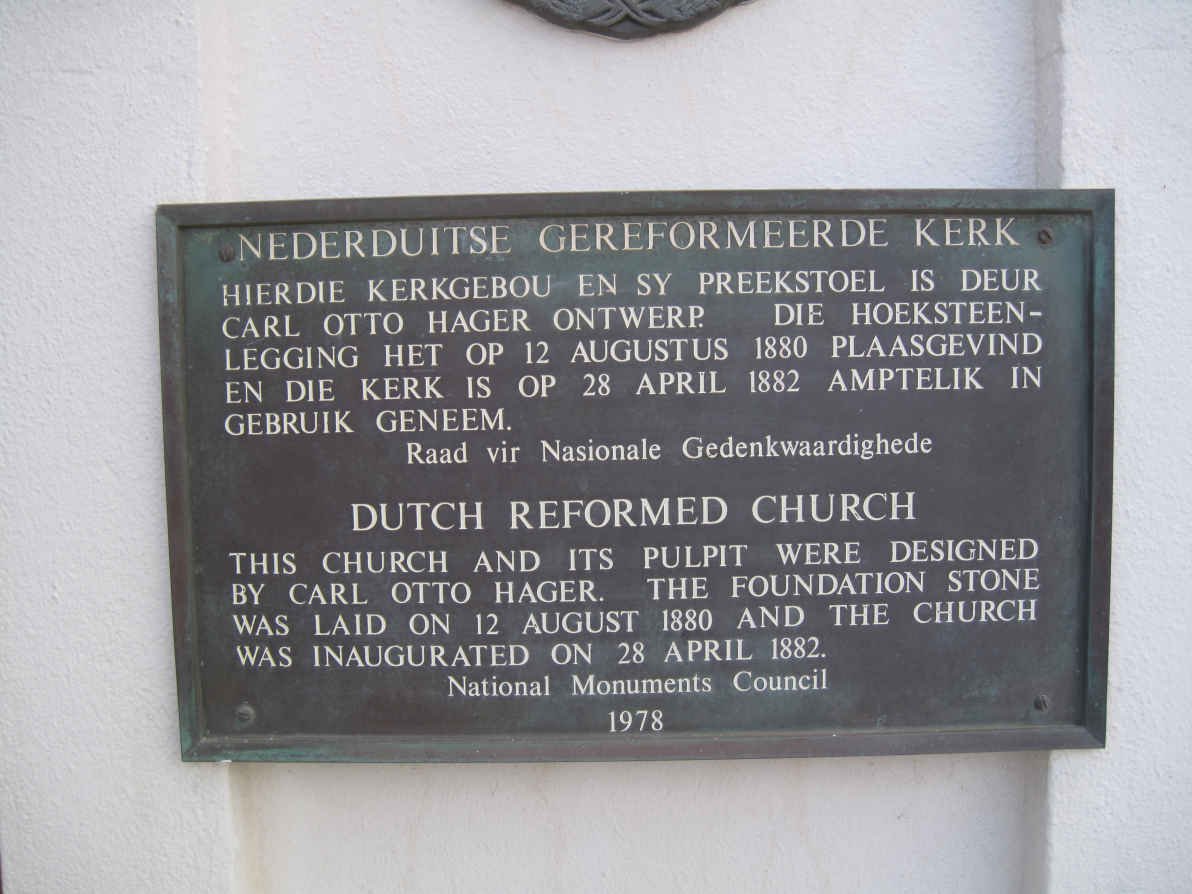 NEDERDUITSE GEREFORMEERDE KERK
HIERDIE KERKGEBOU EN SY PREEKSTOEL IS DEUR
CARL OTTO HAGER ONTWERP. DIE HOEKSTEEN-
LEGGING HET OP 12 AUGUSTUS 1880 PLAASGEVIND
EN DIE KERK IS OP 28 APRIL 1882 AMPTELIK IN
GEBRUIK GENEEM.
Raad vir Nasionale Gedenkwaardighede
DUTCH REFORMED CHURCH
THIS CHURCH AND ITS PULPIT WERE DESIGNED
BY CARL OTTO HAGER. THE FOUNDATION STONE
WAS LAID ON 12 AUGUST 1880 AND THE CHURCH
WAS INAUGURATED ON 28 APRIL 1882.
National Monuments Council
1978